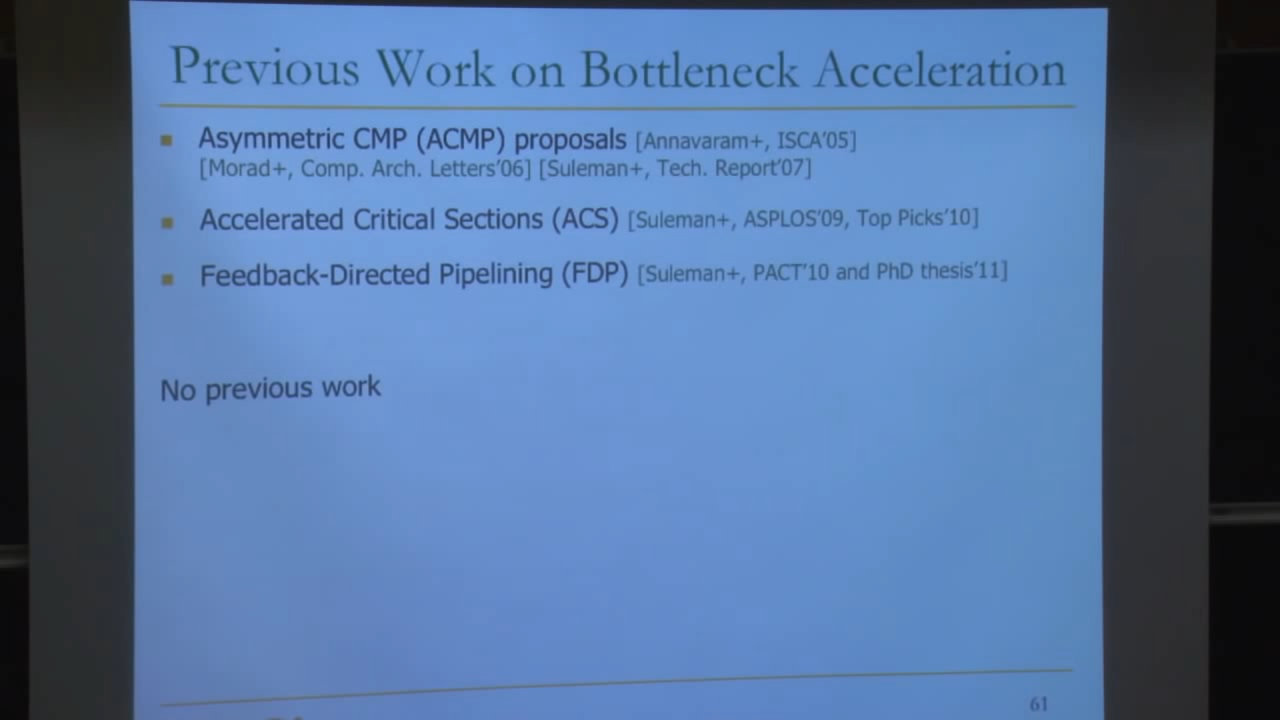 Previous Work on Bottleneck Acceleration
Asymmetric CMP (ACMP) proposals [Annavaram+, ISCA'05]
[Morad+, Comp. Arch. Letters'06] [Suleman+, Tech. Report'07]
Accelerated Critical Sections (ACS) [Suleman+, ASPLOS'09, Top Picks'10]
Feedback-Directed Pipelining (FDP) [Suleman+, PACT'10 and PhD thesis'11]
No previous work
61